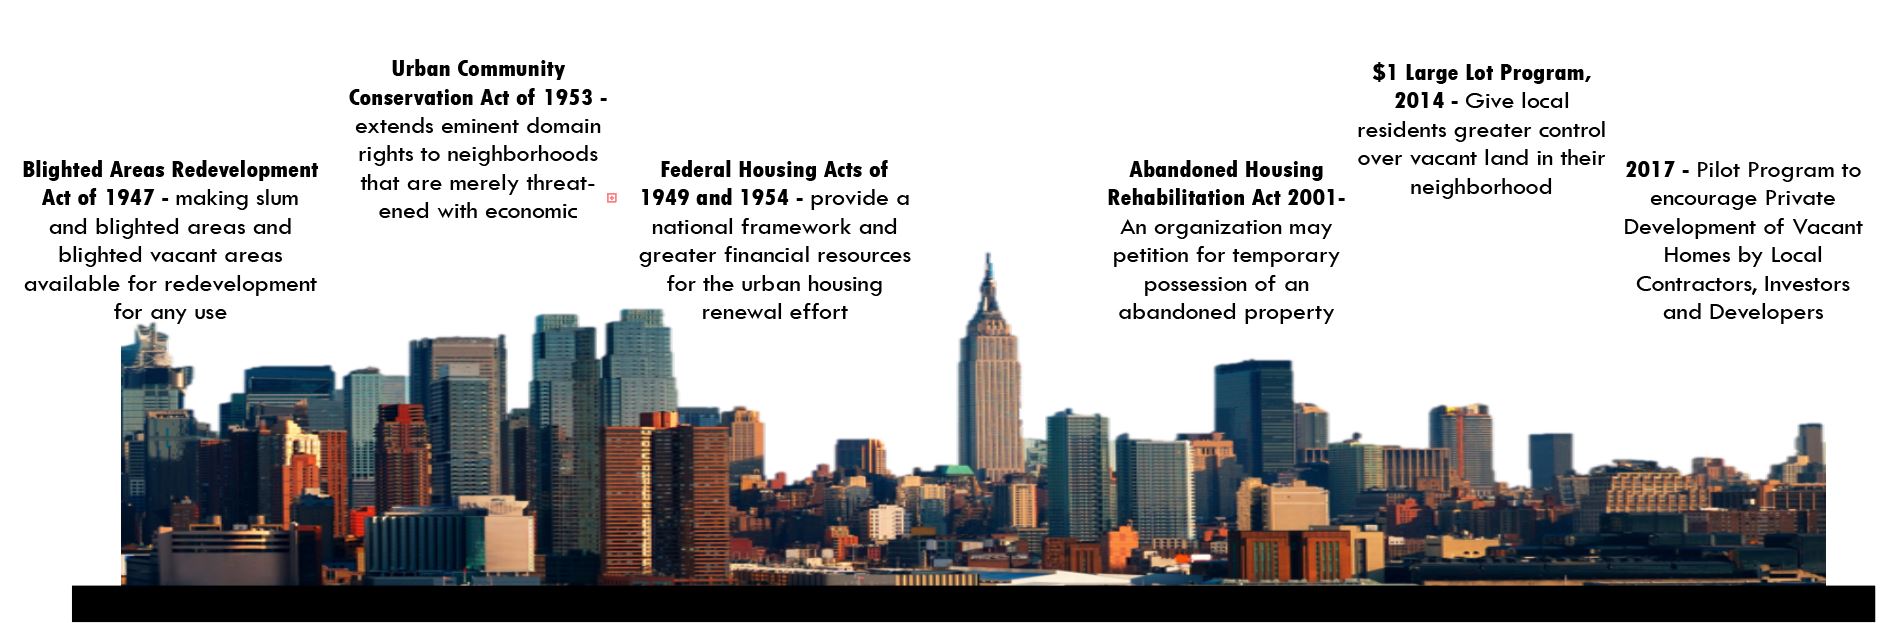 Blighted Areas Redevelopment
Act of 1947 - making slum
and blighted areas and
blighted vacant areas
available for redevelopment
for any use
Urban Community
Conservation Act of 1953 -
extends eminent domain
rights to neighborhoods
that are merely threat-
ened with economic
Federal Housing Acts of
1949 and 1954 - provide a
national framework and
greater financial resources
for the urban housing
renewal effort
Abandoned Housing
Rehabilitation Act 2001-
An organization may
petition for temporary
possession of an
abandoned property
$1 Large Lot Program,
2014 - Give local
residents greater control
over vacant land in their
neighborhood
2017 - Pilot Program to
encourage Private
Development of Vacant
Homes by Local
Contractors, Investors
and Developers